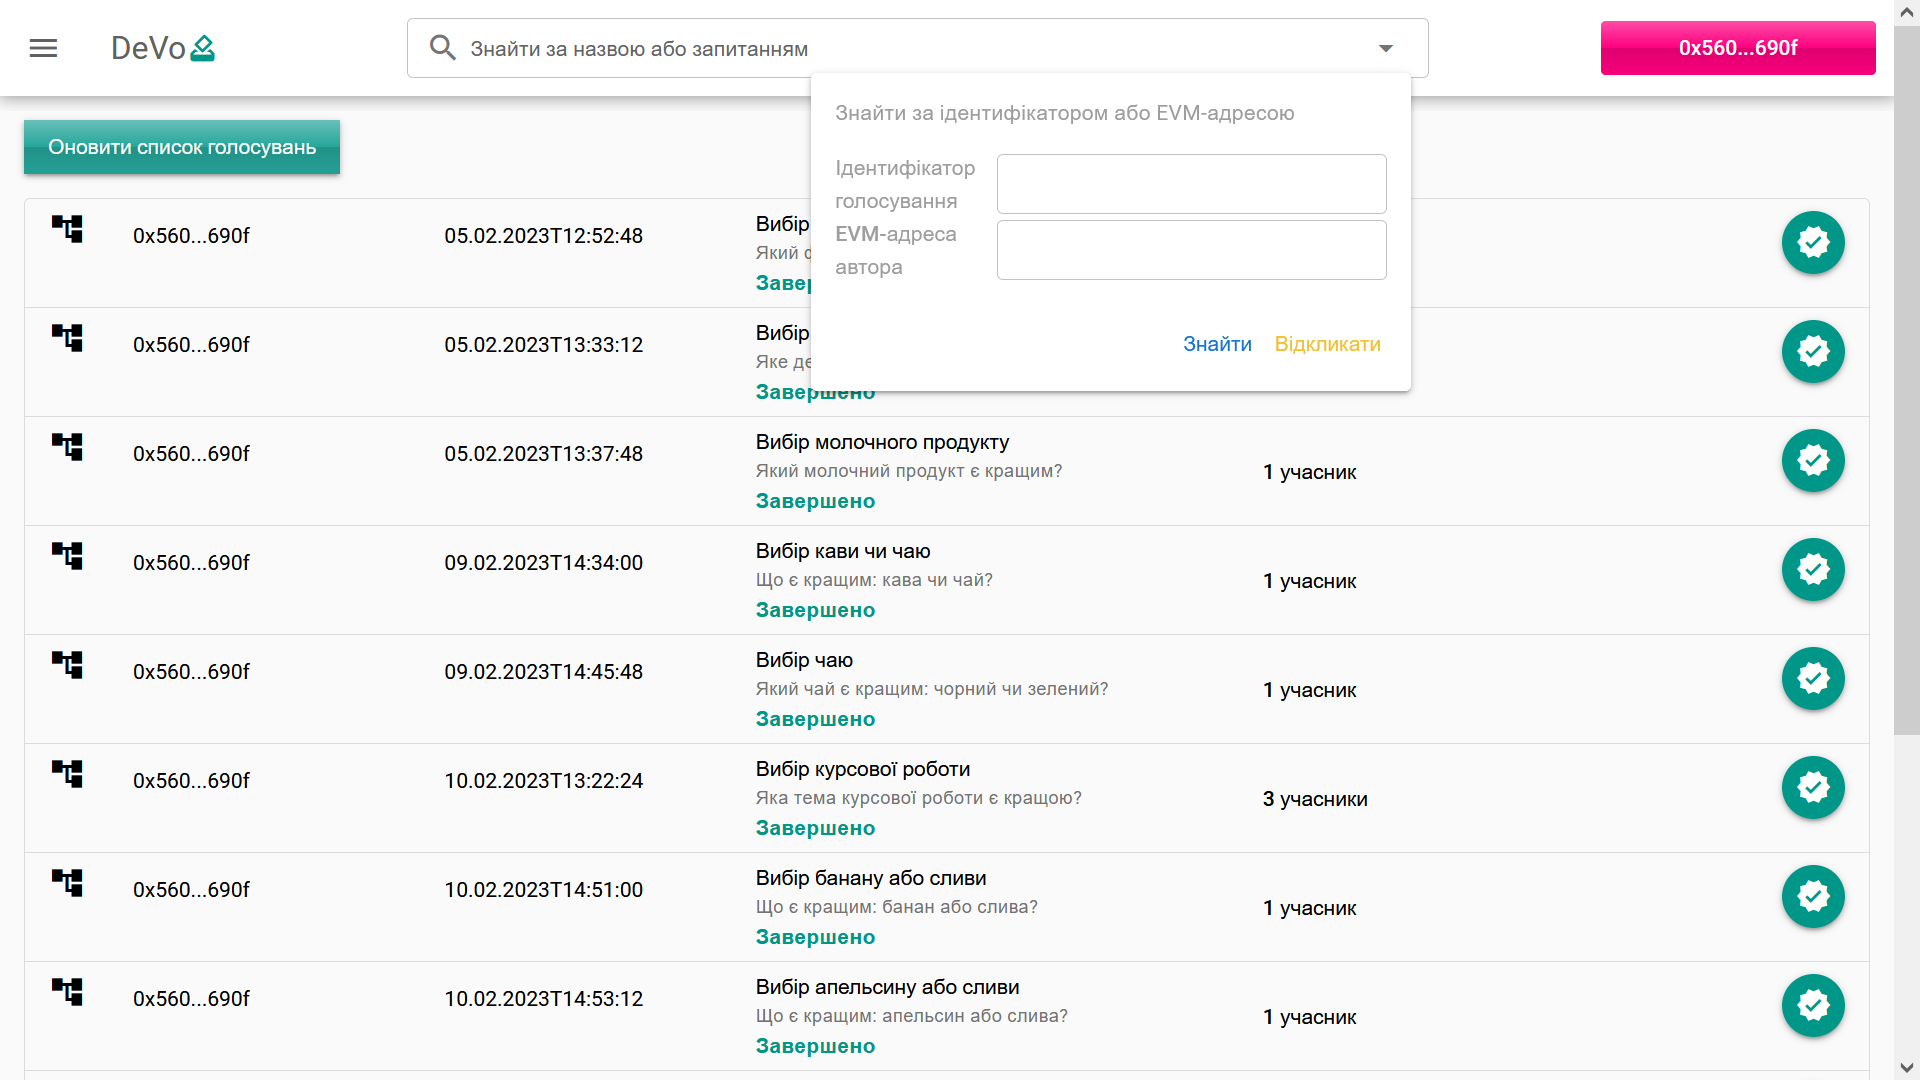 DeVo
Знайти за назвою або запитанням
0x560...690f
Знайти за ідентифікатором або EVM-адресою
Ідентифікатор
голосування
EVM-адреса
автора
Знайти Відкликати
Оновити список голосувань
0x560...690f 05.02.2023T12:52:48 Вибір
Який
Завер
0x560...690f 05.02.2023T13:33:12 Вибір
Яке де
Завершено
0x560...690f 05.02.2023T13:37:48 Вибір молочного продукту
Який молочний продукт є кращим? 1 учасник
Завершено
0x560...690f 09.02.2023T14:34:00 Вибір кави чи чаю
Що є кращим: кава чи чай? 1 учасник
Завершено
0x560...690f 09.02.2023T14:45:48 Вибір чаю
Який чай є кращим: чорний чи зелений? 1 учасник
Завершено
0x560...690f 10.02.2023T13:22:24 Вибір курсової роботи
Яка тема курсової роботи є кращою? 3 учасники
Завершено
0x560...690f 10.02.2023T14:51:00 Вибір банану або сливи
Що є кращим: банан або слива? 1 учасник
Завершено
0x560...690f 10.02.2023T14:53:12 Вибір апельсину або сливи
Що є кращим: апельсин або слива? 1 учасник
Завершено